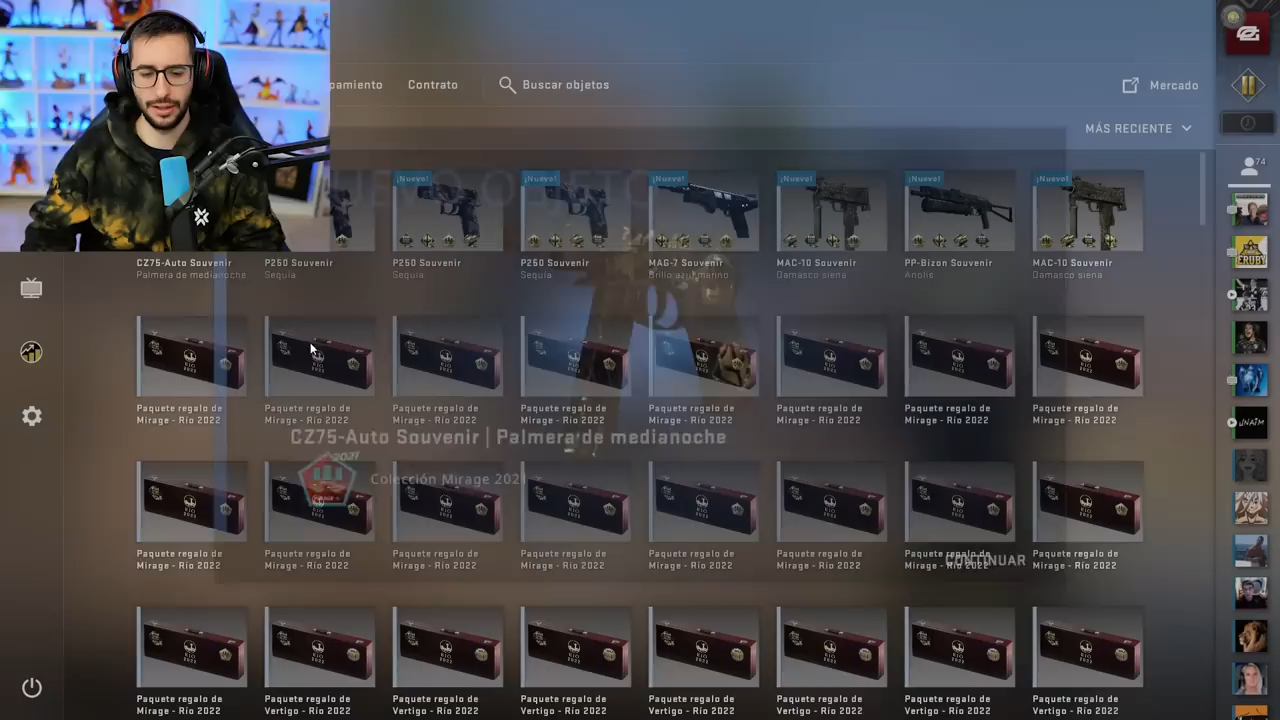 pamiento
Contrato
Buscar objetos
Mercado
MÁS RECIENTE
74
¡Nuevo! ¡Nuevo! ¡Nuevo! ¡Nuevo! ¡Nuevo! ¡Nuevo!
CZ75-Auto Souvenir P250 Souvenir P250 Souvenir P250 Souvenir MAG-7 Souvenir MAC-10 Souvenir PP-Bizon Souvenir MAC-10 Souvenir
Palmera de medianoche Sequía Sequía Sequía Brillo azul marino Damasco siena Anolis Damasco siena
Paquete regalo de Paquete regalo de Paquete regalo de Paquete regalo de Paquete regalo de Paquete regalo de Paquete regalo de Paquete regalo de
Mirage - Río 2022 Mirage - Río 2022 Mirage - Río 2022 Mirage - Río 2022 Mirage - Río 2022 Mirage - Río 2022 Mirage - Río 2022 Mirage - Río 2022
CZ75-Auto Souvenir | Palmera de medianoche
2021
Colección Mirage 2021
Paquete regalo de Paquete regalo de Paquete regalo de Paquete regalo de Paquete regalo de Paquete regalo de Paquete regalo de Paquete regalo de
Mirage - Río 2022 Mirage - Río 2022 Mirage - Río 2022 Mirage - Río 2022 Mirage - Río 2022 Mirage - Río 2022 Mirage - Río 2022 Mirage - Río 2022
CONTINUAR
Paquete regalo de Paquete regalo de Paquete regalo de Paquete regalo de Paquete regalo de Paquete regalo de Paquete regalo de Paquete regalo de
Mirage - Río 2022 Vertigo - Río 2022 Vertigo - Río 2022 Vertigo - Río 2022 Vertigo - Río 2022 Vertigo - Río 2022 Vertigo - Río 2022 Vertigo - Río 2022